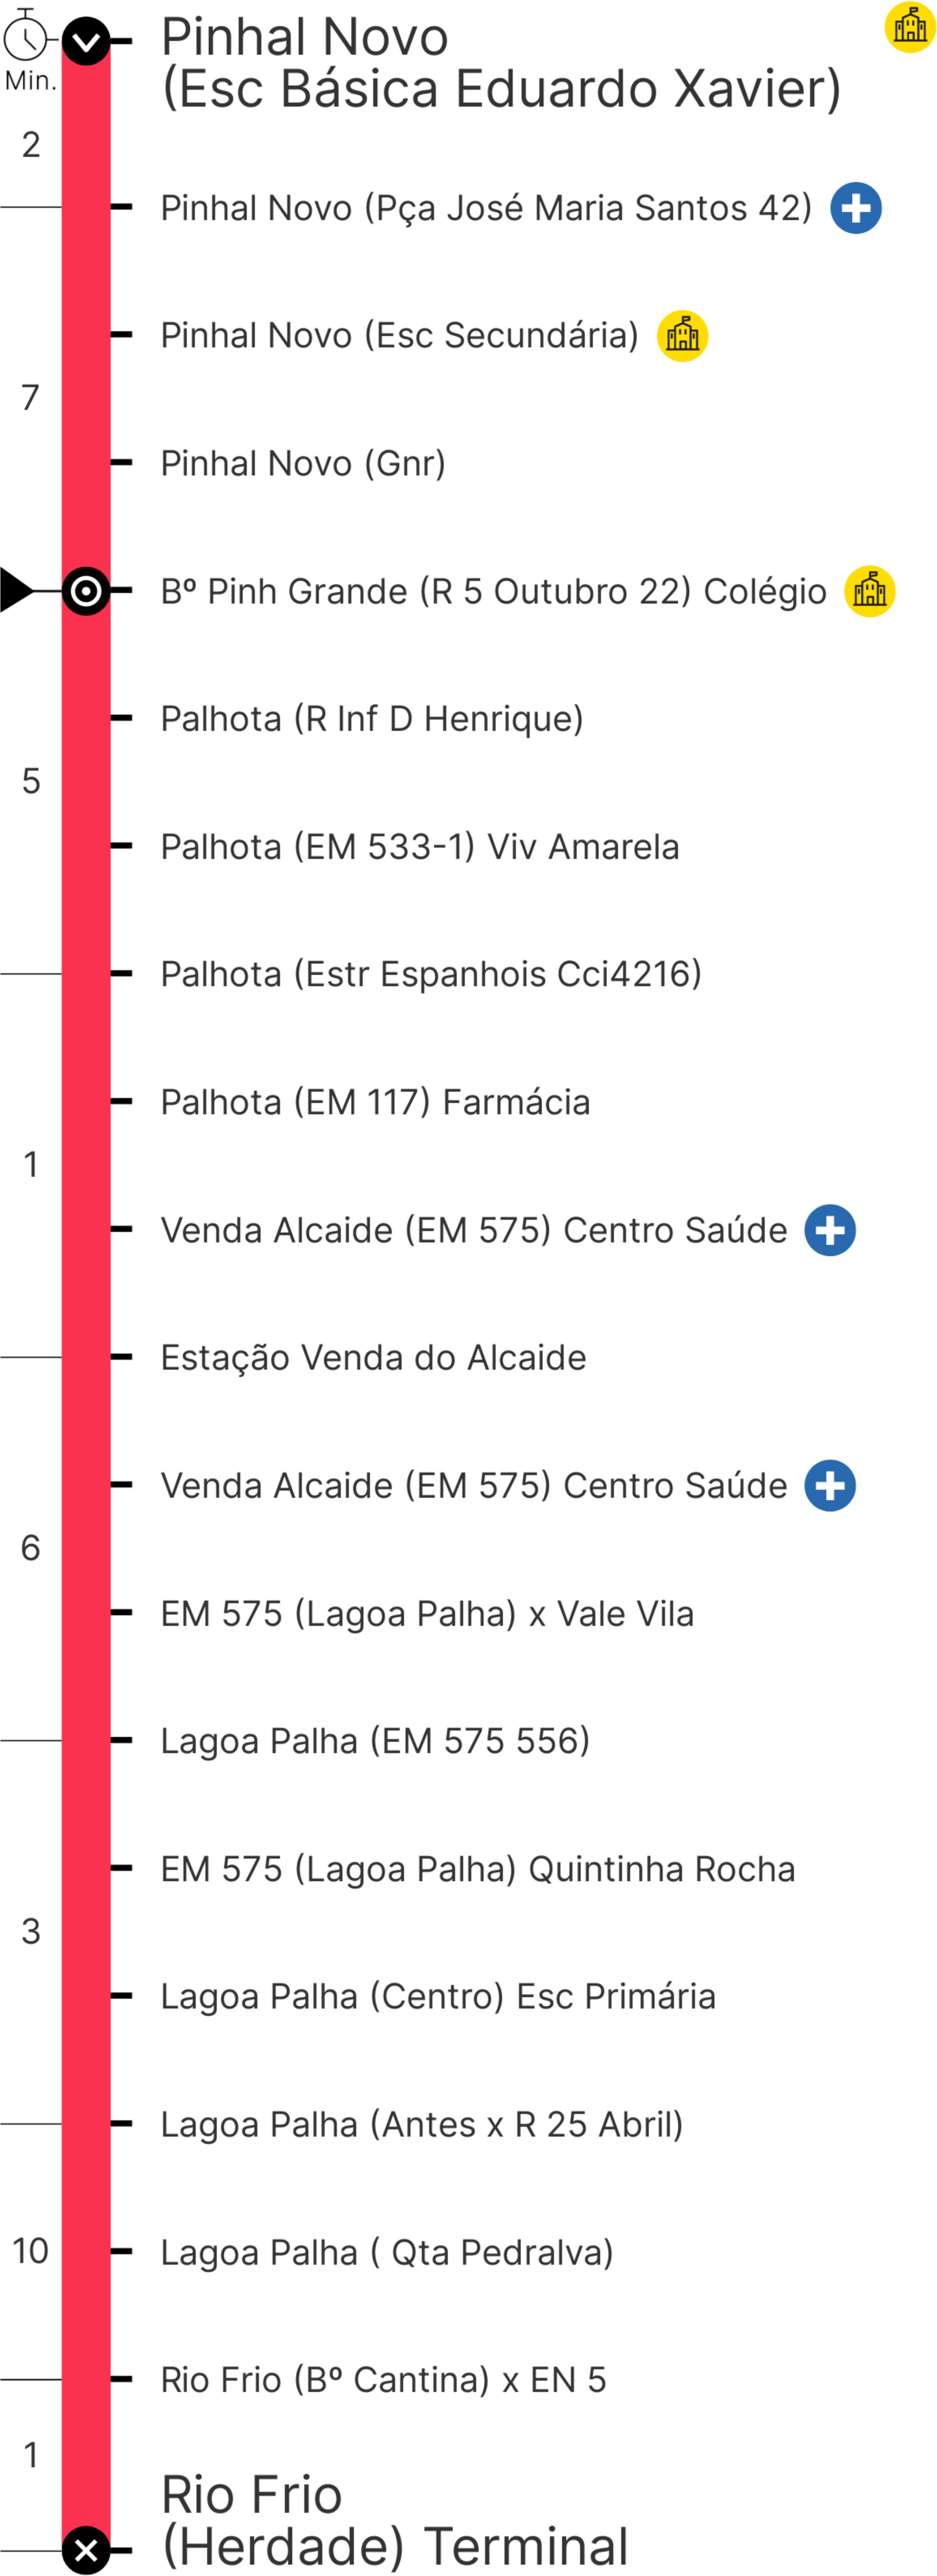 Pinhal Novo
(Esc Básica Eduardo Xavier)
Min.
2
Pinhal Novo (Pça José Maria Santos 42)
Pinhal Novo (Esc Secundária)
7
Pinhal Novo (Gnr)
Bº Pinh Grande (R 5 Outubro 22) Colégio
Palhota (R Inf D Henrique)
5
Palhota (EM 533-1) Viv Amarela
Palhota (Estr Espanhois Cci4216)
Palhota (EM 117) Farmácia
1
Venda Alcaide (EM 575) Centro Saúde
Estação Venda do Alcaide
Venda Alcaide (EM 575) Centro Saúde
6
EM 575 (Lagoa Palha) x Vale Vila
Lagoa Palha (EM 575 556)
EM 575 (Lagoa Palha) Quintinha Rocha
3
Lagoa Palha (Centro) Esc Primária
Lagoa Palha (Antes x R 25 Abril)
10
Lagoa Palha ( Qta Pedralva)
Rio Frio (Bº Cantina) x EN 5
1
Rio Frio
(Herdade) Terminal